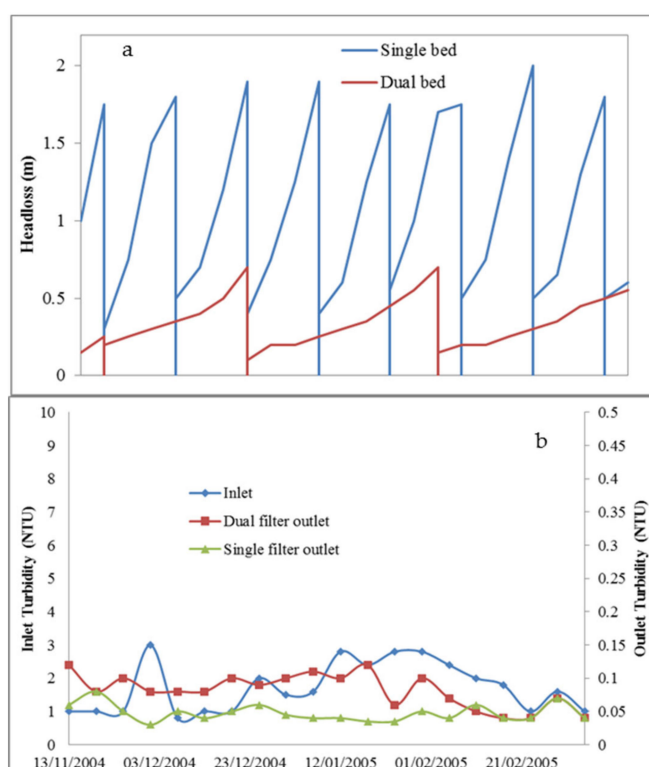 a
Single bed
Dual bed
Headloss (m)
2
1.5
1
0.5
0
b
Inlet
Dual filter outlet
Single filter outlet
Inlet Turbidity (NTU)
10
9
8
7
6
5
4
3
2
1
0
Outlet Turbidity (NTU)
0.5
0.45
0.4
0.35
0.3
0.25
0.2
0.15
0.1
0.05
0
13/11/2004 03/12/2004 23/12/2004 12/01/2005 01/02/2005 21/02/2005